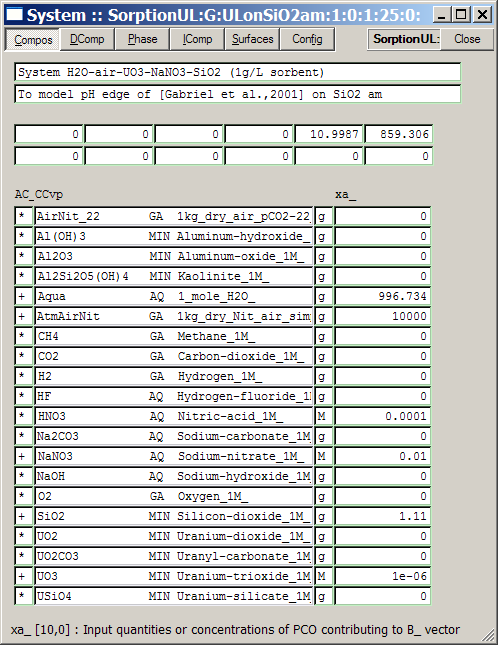 System :: SorptionUL:G:ULonSiO2am:1:0:1:25:0:
Compos DComp Phase IComp Surfaces Config SorptionUL: Close
System H2O-air-UO3-NaNO3-SiO2 (1g/L sorbent)
To model pH edge of [Gabriel et al.,2001] on SiO2 am
0 0 0 0 10.9987 859.306
0 0 0 0 0 0
AC_CCvp xa_
* AirNit_22 GA 1kg_dry_air_pCO2-22_ g 0
* Al(OH)3 MIN Aluminum-hydroxide_ g 0
* Al2O3 MIN Aluminum-oxide_1M_ g 0
* Al2Si2O5(OH)4 MIN Kaolinite_1M_ g 0
+ Aqua AQ 1_mole_H2O_ g 996.734
+ AtmAirNit GA 1kg_dry_Nit_air_simp g 10000
* CH4 GA Methane_1M_ g 0
* CO2 GA Carbon-dioxide_1M_ g 0
* H2 GA Hydrogen_1M_ g 0
* HF AQ Hydrogen-fluoride_1M g 0
* HNO3 AQ Nitric-acid_1M_ M 0.0001
* Na2CO3 AQ Sodium-carbonate_1M_ g 0
+ NaNO3 AQ Sodium-nitrate_1M_ M 0.01
* NaOH AQ Sodium-hydroxide_1M_ g 0
* O2 GA Oxygen_1M_ g 0
+ SiO2 MIN Silicon-dioxide_1M_ g 1.11
* UO2 MIN Uranium-dioxide_1M_ g 0
* UO2CO3 MIN Uranyl-carbonate_1M_ g 0
+ UO3 MIN Uranium-trioxide_1M_ M 1e-06
* USiO4 MIN Uranium-silicate_1M_ g 0
xa_ [10,0] : Input quantities or concentrations of PCO contributing to B_ vector